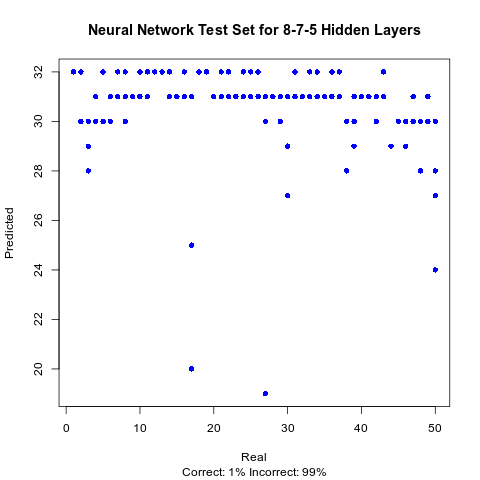 Neural Network Test Set for 8-7-5 Hidden Layers
Predicted
32
30
28
26
24
22
20
0 10 20 30 40 50
Real
Correct: 1% Incorrect: 99%